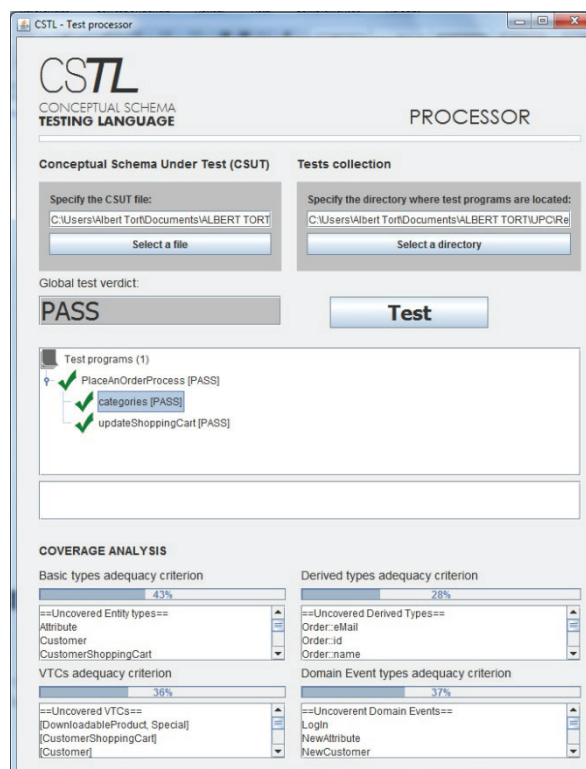 CSTL - Test processor
CSTL
CONCEPTUAL SCHEMA
TESTING LANGUAGE
PROCESSOR
Conceptual Schema Under Test (CSUT)
Tests collection
Specify the CSUT file:
Specify the directory where test programs are located:
C:\Users\Albert Tort\Documents\ALBERT TORT
C:\Users\Albert Tort\Documents\ALBERT TORT\UPC\Re
Select a file
Select a directory
Global test verdict:
PASS
Test
Test programs (1)
PlaceAnOrderProcess [PASS]
categories [PASS]
updateShoppingCart [PASS]
COVERAGE ANALYSIS
Basic types adequacy criterion
43%
==Uncovered Entity types==
Attribute
Customer
CustomerShoppingCart
Derived types adequacy criterion
28%
==Uncovered Derived Types==
Order::eMail
Order::id
Order::name
VTCs adequacy criterion
36%
==Uncovered VTCs==
[DownloadableProduct, Special]
[CustomerShoppingCart]
[Customer]
Domain Event types adequacy criterion
37%
==Uncoverent Domain Events==
LogIn
NewAttribute
NewCustomer